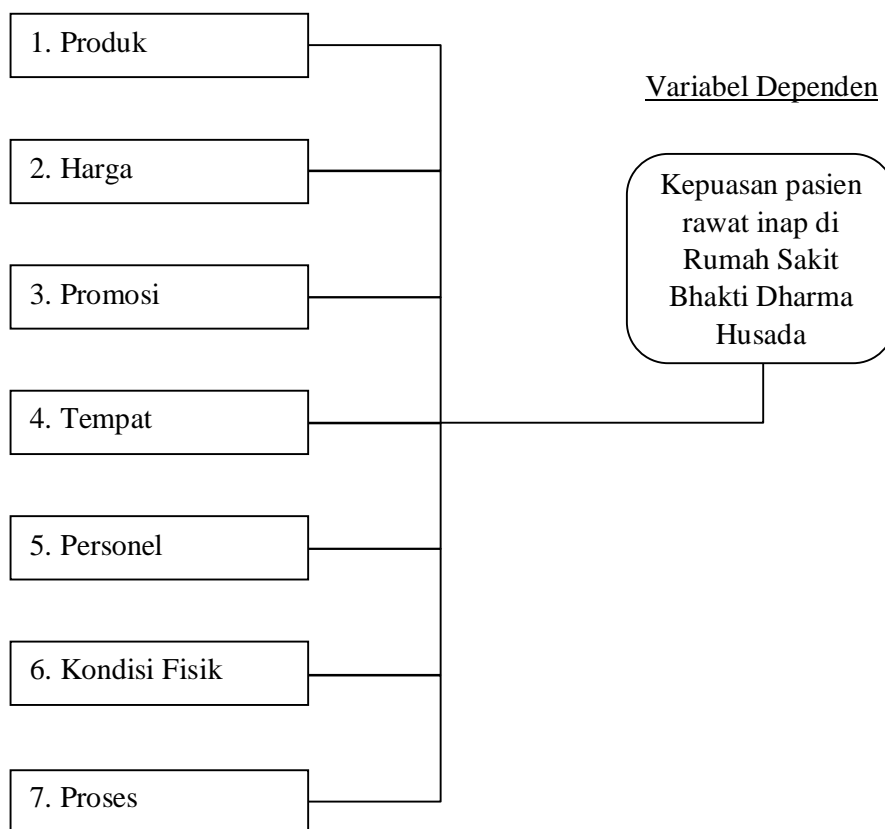 1. Produk
Variabel Dependen
2. Harga
Kepuasan pasien
rawat inap di
Rumah Sakit
Bhakti Dharma
Husada
3. Promosi
4. Tempat
5. Personel
6. Kondisi Fisik
7. Proses